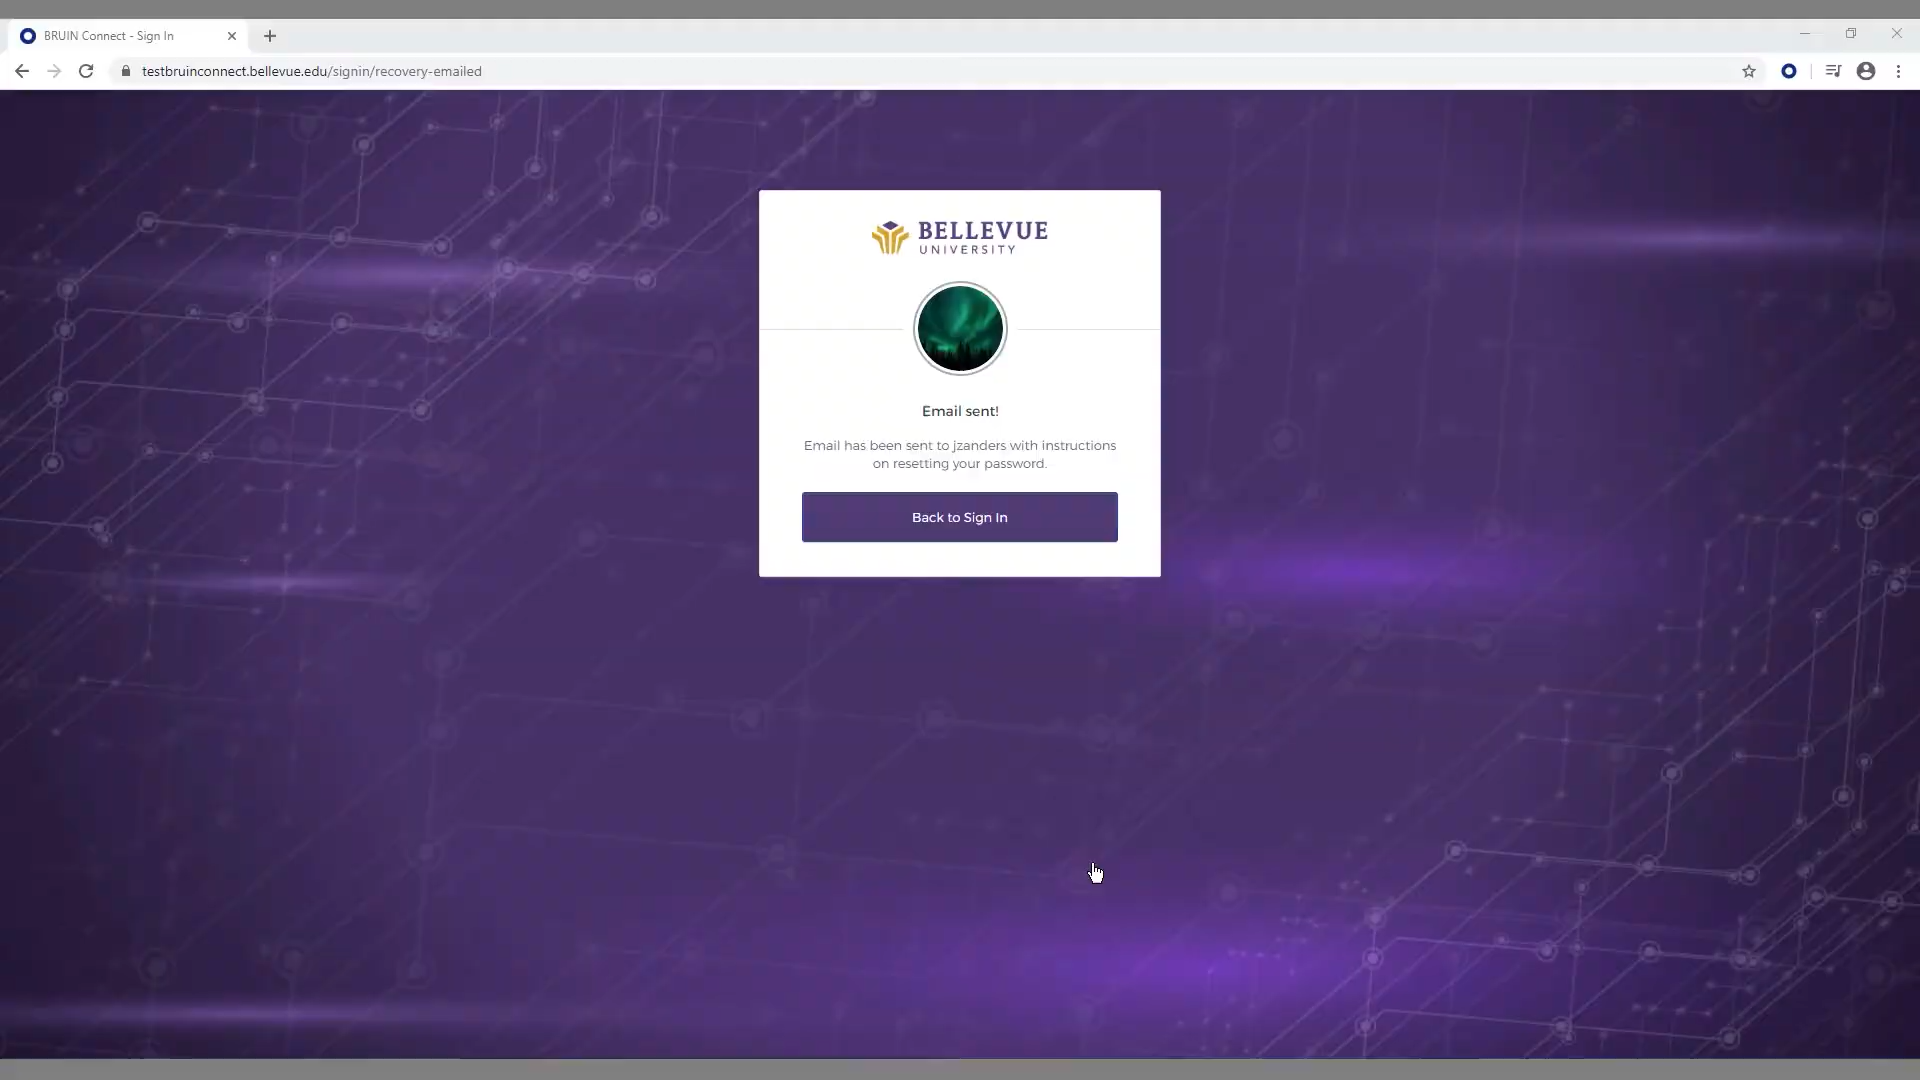 BRUIN Connect - Sign In
testbruinconnect.bellevue.edu/signin/recovery-emailed
BELLEVUE
UNIVERSITY
Email sent!
Email has been sent to jzanders with instructions
on resetting your password.
Back to Sign In